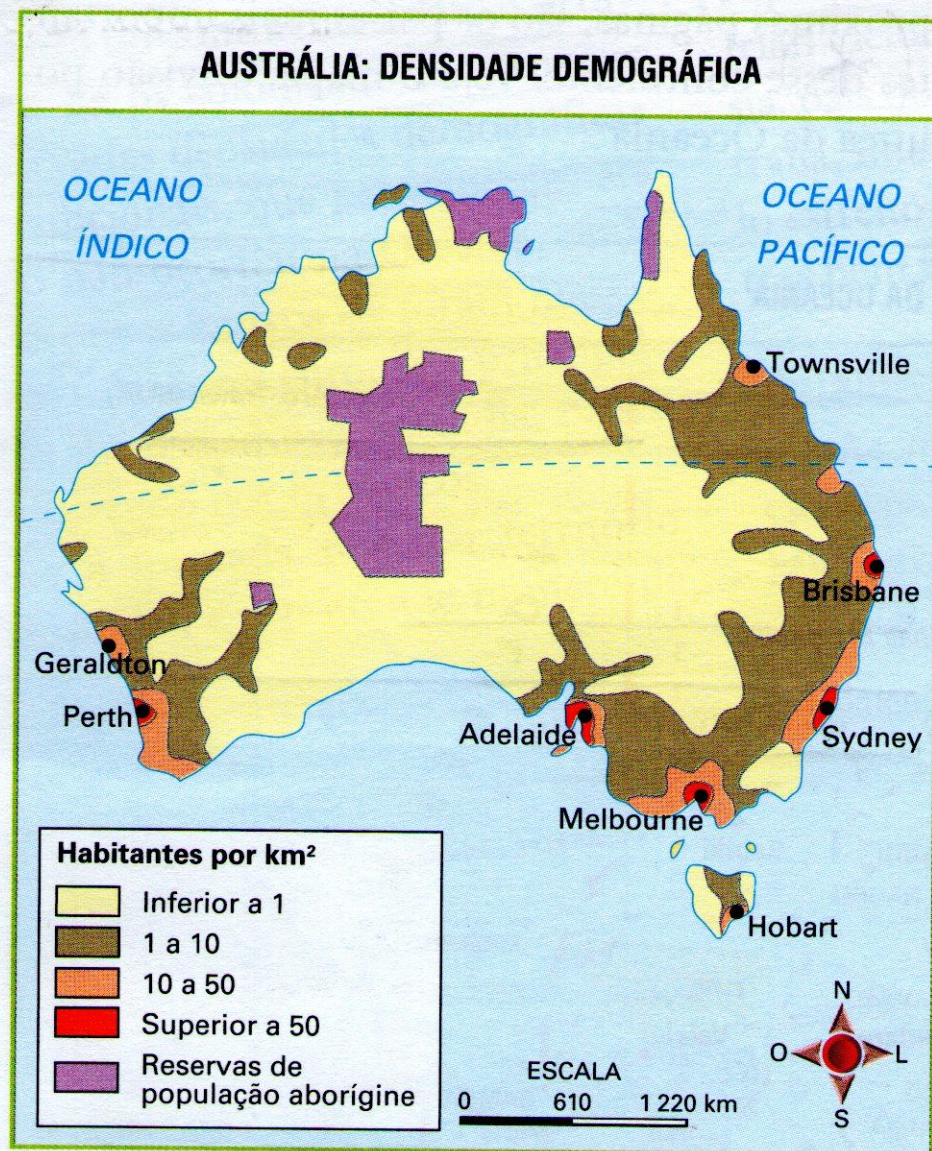 AUSTRÁLIA: DENSIDADE DEMOGRÁFICA
OCEANO
ÍNDICO
OCEANO
PACÍFICO
Townsville
Brisbane
Geraldton
Perth
Adelaide
Sydney
Melbourne
Hobart
Habitantes por km²
Inferior a 1
1 a 10
10 a 50
Superior a 50
Reservas de
população aborígine
ESCALA
0 610 1 220 km
N
O L
S